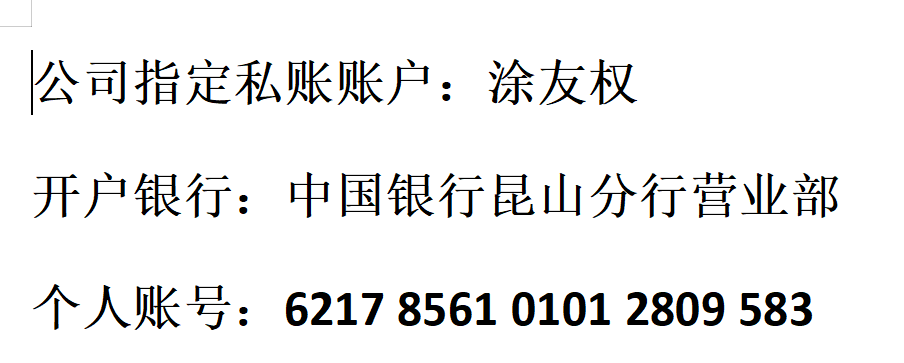 公司指定私账账户：涂友权
开户银行：中国银行昆山分行营业部
个人账号：6217 8561 0101 2809 583